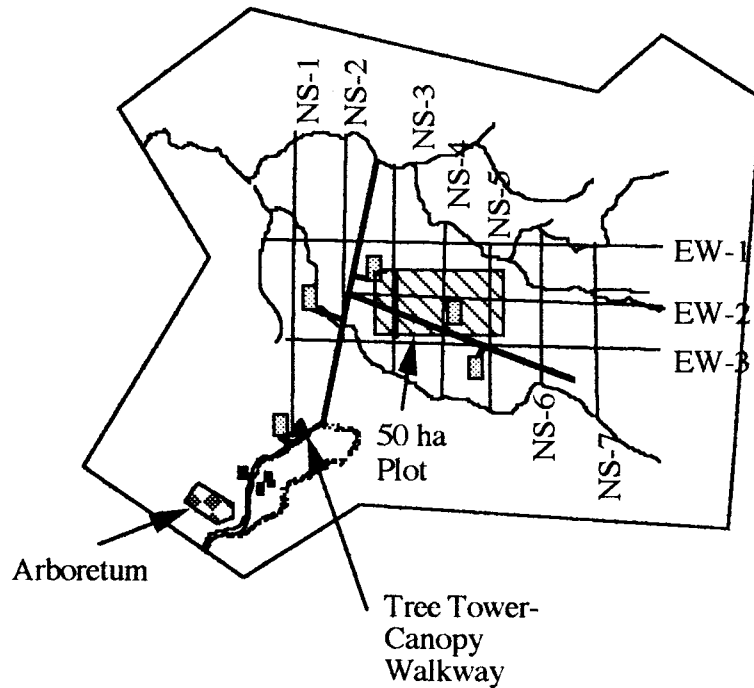 NS-1
NS-2
NS-3
NS-4
NS-5
EW-1
EW-2
EW-3
50 ha
Plot
NS-6
NS-7
Arboretum
Tree Tower-
Canopy
Walkway